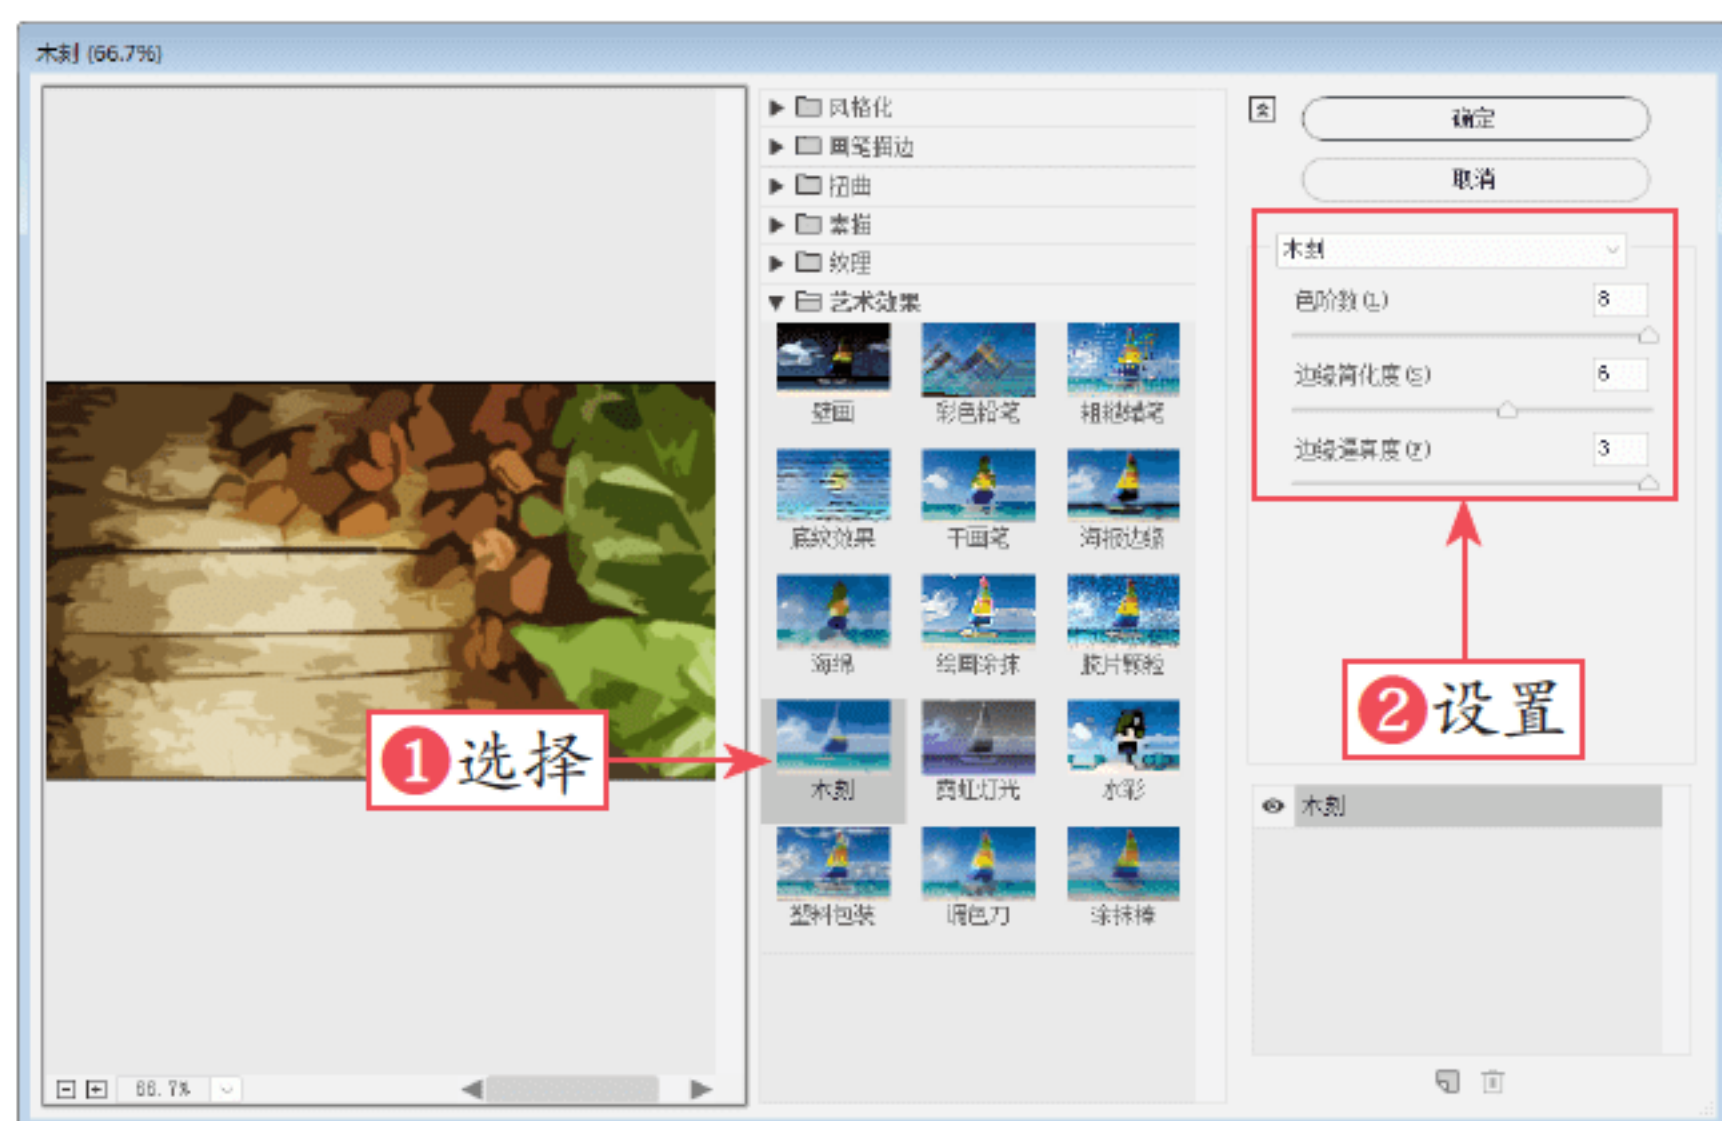 木刻 (66.7%)
风格化
画笔描边
扭曲
素描
纹理
艺术效果
壁画 彩色铅笔 粗糙蜡笔
底纹效果 干画笔 海报边缘
海绵 绘画涂抹 胶片颗粒
木刻 霓虹灯光 水彩
塑料包装 调色刀 涂抹棒
66.7%
1选择
确定
取消
木刻
色阶数(L) 8
边缘简化度(S) 6
边缘逼真度(F) 3
2设置
木刻